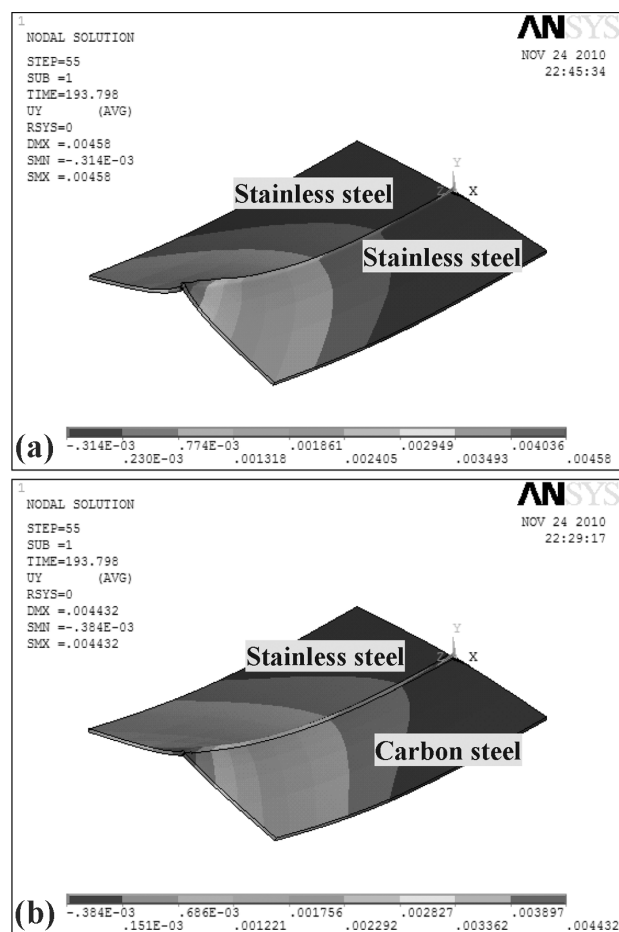 1
ANSYS
NODAL SOLUTION
NOV 24 2010
22:45:34
STEP=55
SUB =1
TIME=193.798
UY (AVG)
RSYS=0
DMX =.00458
SMN =-.314E-03
SMX =.00458
Y
Z X
Stainless steel
Stainless steel
(a)
-.314E-03 .774E-03 .001861 .002949 .004036
.230E-03 .001318 .002405 .003493 .00458
1
ANSYS
NODAL SOLUTION
NOV 24 2010
22:29:17
STEP=55
SUB =1
TIME=193.798
UY (AVG)
RSYS=0
DMX =.004432
SMN =-.384E-03
SMX =.004432
Y
Z X
Stainless steel
Carbon steel
(b)
-.384E-03 .686E-03 .001756 .002827 .003897
.151E-03 .001221 .002292 .003362 .004432